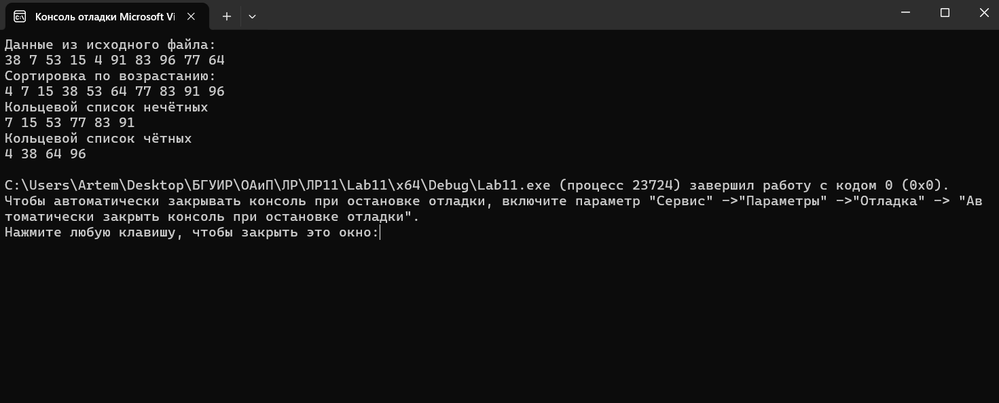 Консоль отладки Microsoft Vi
Данные из исходного файла:
38 7 53 15 4 91 83 96 77 64
Сортировка по возрастанию:
4 7 15 38 53 64 77 83 91 96
Кольцевой список нечётных
7 15 53 77 83 91
Кольцевой список чётных
4 38 64 96
C:\Users\Artem\Desktop\БГУИР\ОАиП\ЛР\ЛР11\Lab11\x64\Debug\Lab11.exe (процесс 23724) завершил работу с кодом 0 (0x0).
Чтобы автоматически закрывать консоль при остановке отладки, включите параметр "Сервис" ->"Параметры" ->"Отладка" -> "Ав
томатически закрыть консоль при остановке отладки".
Нажмите любую клавишу, чтобы закрыть это окно: